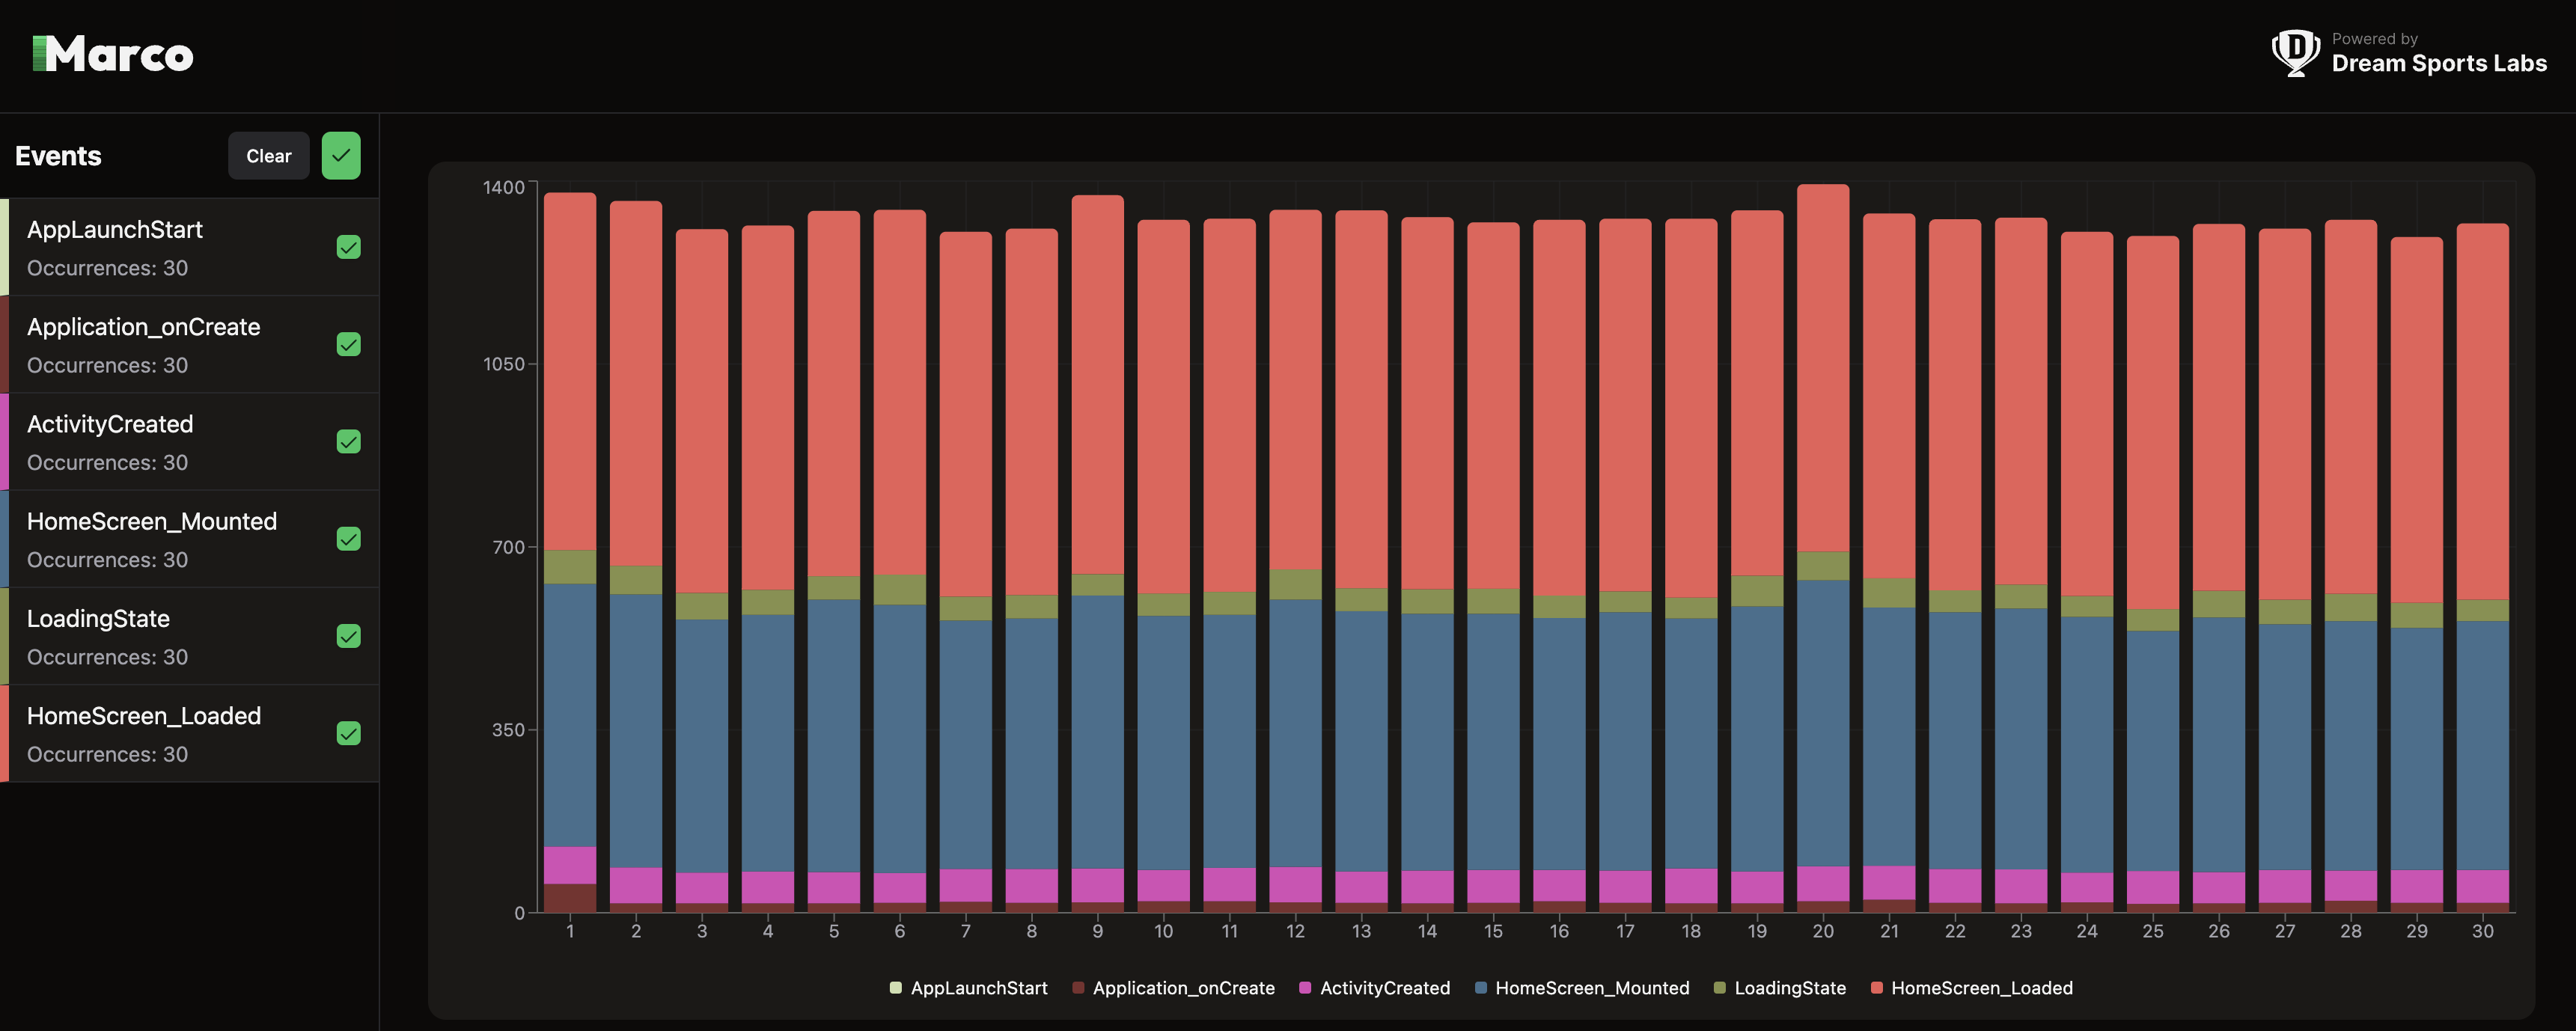 Marco
Powered by
Dream Sports Labs
Events
Clear
AppLaunchStart
Occurrences: 30
Application_onCreate
Occurrences: 30
ActivityCreated
Occurrences: 30
HomeScreen_Mounted
Occurrences: 30
LoadingState
Occurrences: 30
HomeScreen_Loaded
Occurrences: 30
1400
1050
700
350
0
1 2 3 4 5 6 7 8 9 10 11 12 13 14 15 16 17 18 19 20 21 22 23 24 25 26 27 28 29 30
AppLaunchStart Application_onCreate ActivityCreated HomeScreen_Mounted LoadingState HomeScreen_Loaded